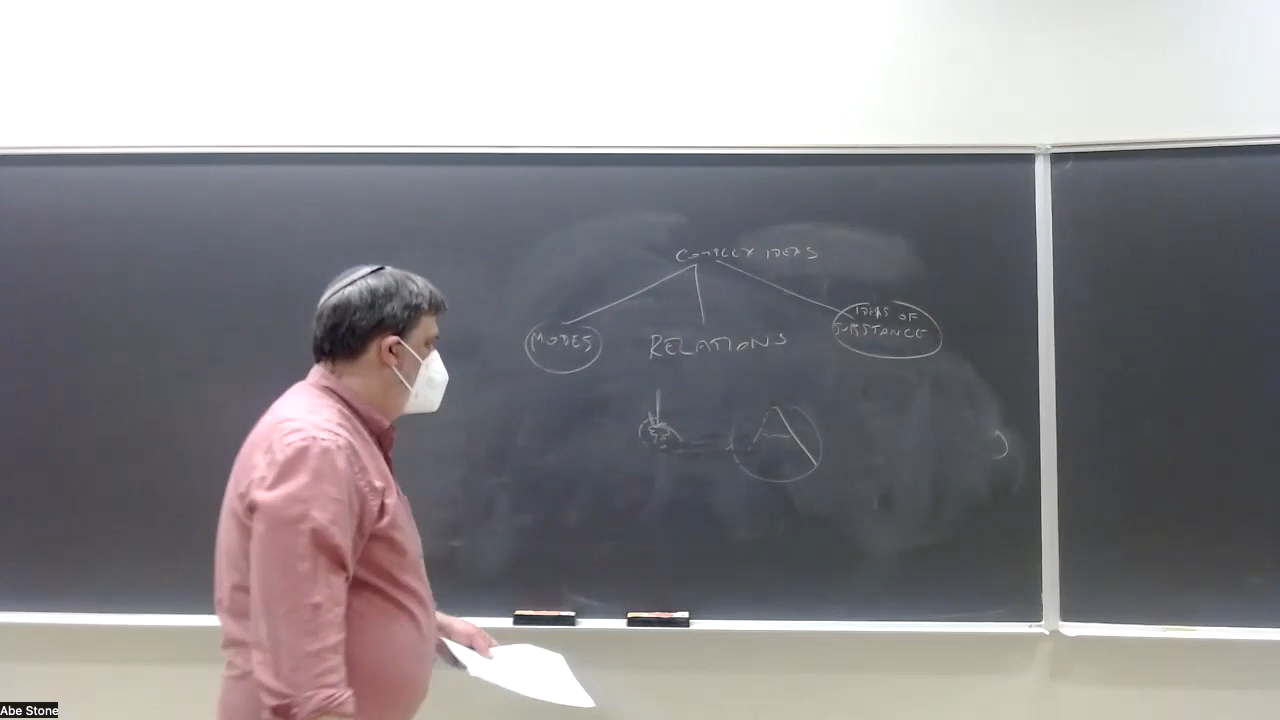 COMPLEX IDEAS
MODES
RELATIONS
IDEAS OF
SUBSTANCE
A
Abe Stone